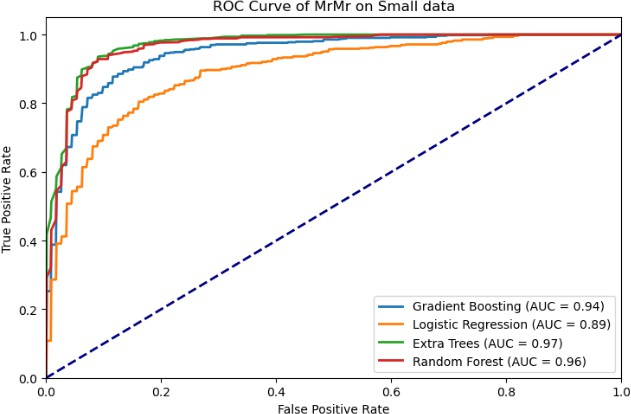 ROC Curve of MrMr on Small data
True Positive Rate
1.0
0.8
0.6
0.4
0.2
0.0
0.0 0.2 0.4 0.6 0.8 1.0
False Positive Rate
Gradient Boosting (AUC = 0.94)
Logistic Regression (AUC = 0.89)
Extra Trees (AUC = 0.97)
Random Forest (AUC = 0.96)